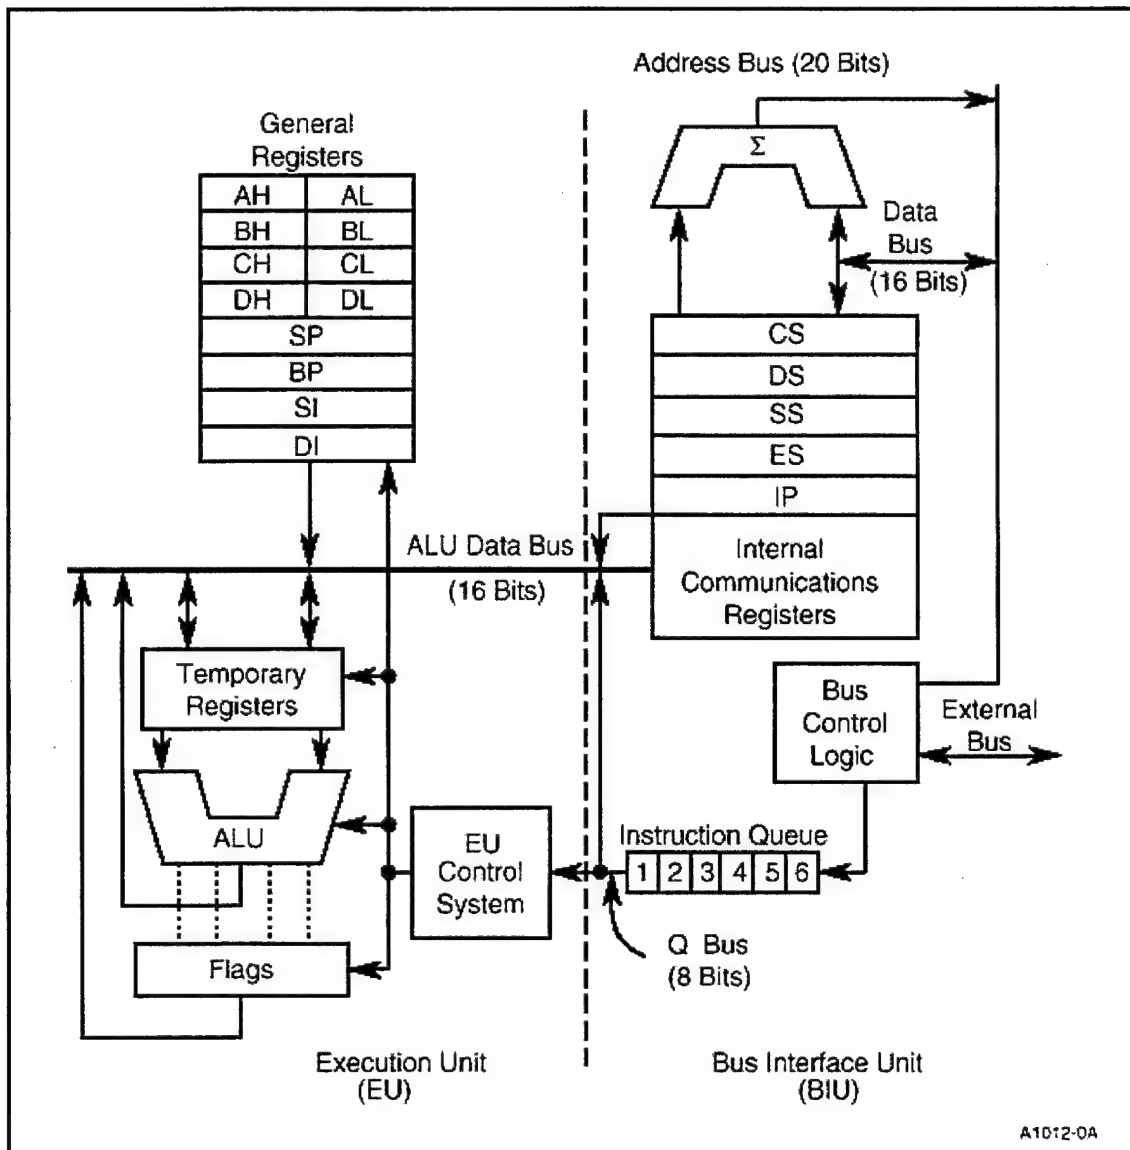 Address Bus (20 Bits)
General
Registers
Σ
AH AL
BH BL
CH CL
DH DL
SP
BP
SI
DI
Data
Bus
(16 Bits)
CS
DS
SS
ES
IP
Internal
Communications
Registers
ALU Data Bus
(16 Bits)
Temporary
Registers
ALU
EU
Control
System
Flags
Bus
Control
Logic
External
Bus
Instruction Queue
1 2 3 4 5 6
Q Bus
(8 Bits)
Execution Unit
(EU)
Bus Interface Unit
(BIU)
A1012-0A